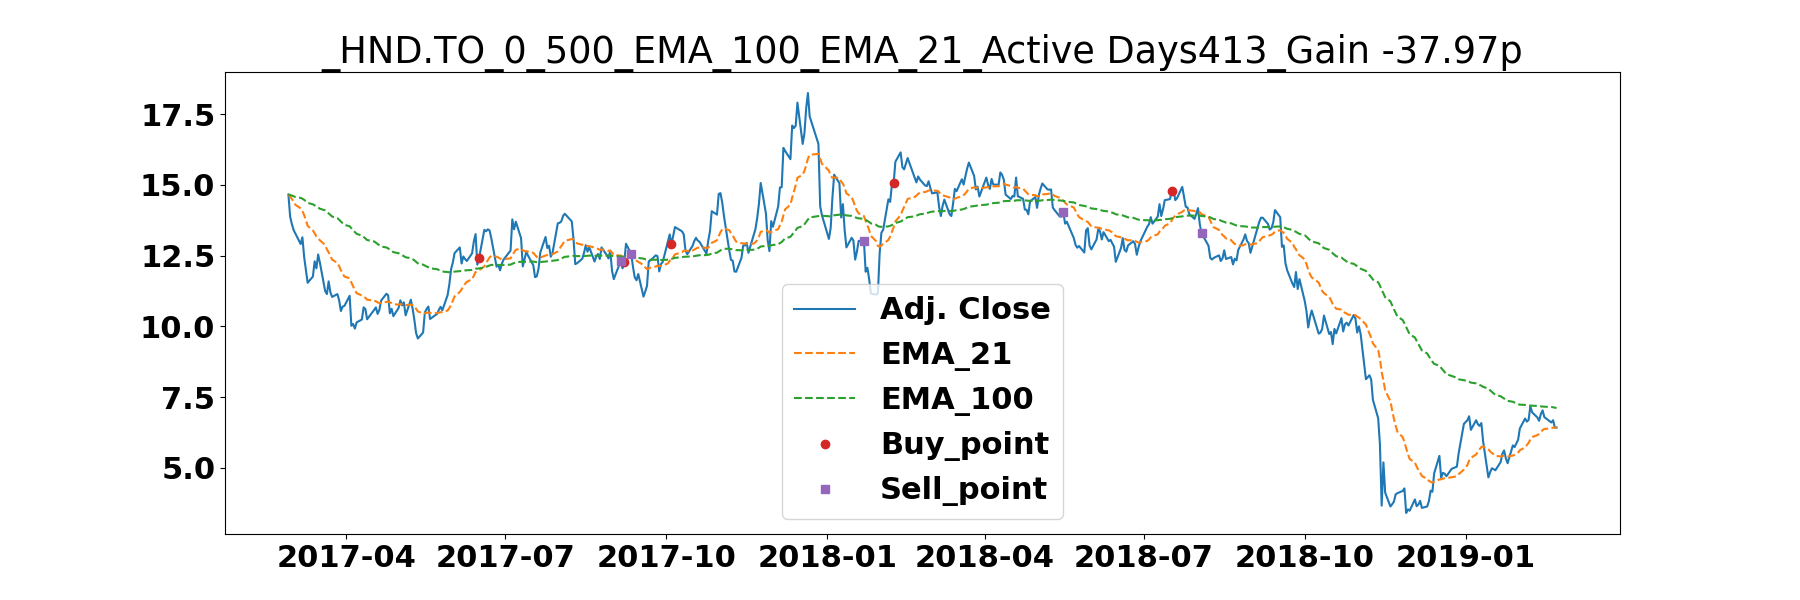 _HND.TO_0_500_EMA_100_EMA_21_Active Days413_Gain -37.97p
17.5
15.0
12.5
10.0
7.5
5.0
Adj. Close
EMA_21
EMA_100
Buy_point
Sell_point
2017-04 2017-07 2017-10 2018-01 2018-04 2018-07 2018-10 2019-01